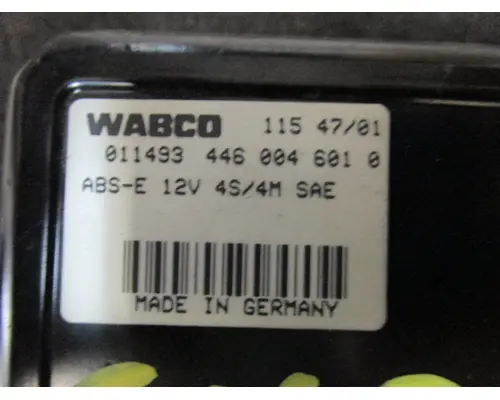 WABCO 115 47/01
011493 446 004 601 0
ABS-E 12V 4S/4M SAE
MADE IN GERMANY